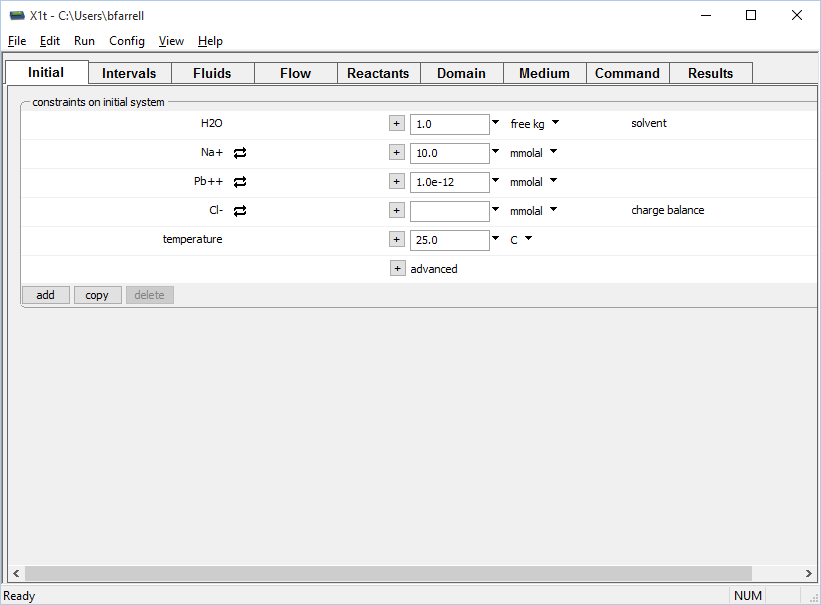 X1t - C:\Users\bfarrell
File Edit Run Config View Help
Initial Intervals Fluids Flow Reactants Domain Medium Command Results
constraints on initial system
H2O + 1.0 free kg solvent
Na+ + 10.0 mmolal
Pb++ + 1.0e-12 mmolal
Cl- + mmolal charge balance
temperature + 25.0 C
+ advanced
add copy delete
Ready NUM